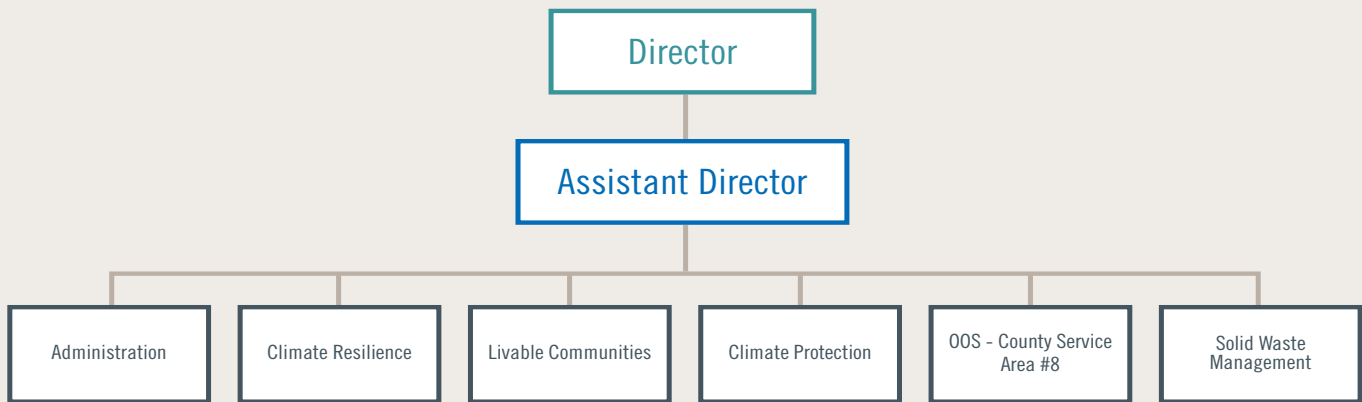 Director
Assistant Director
Administration
Climate Resilience
Livable Communities
Climate Protection
OOS - County Service
Area #8
Solid Waste
Management